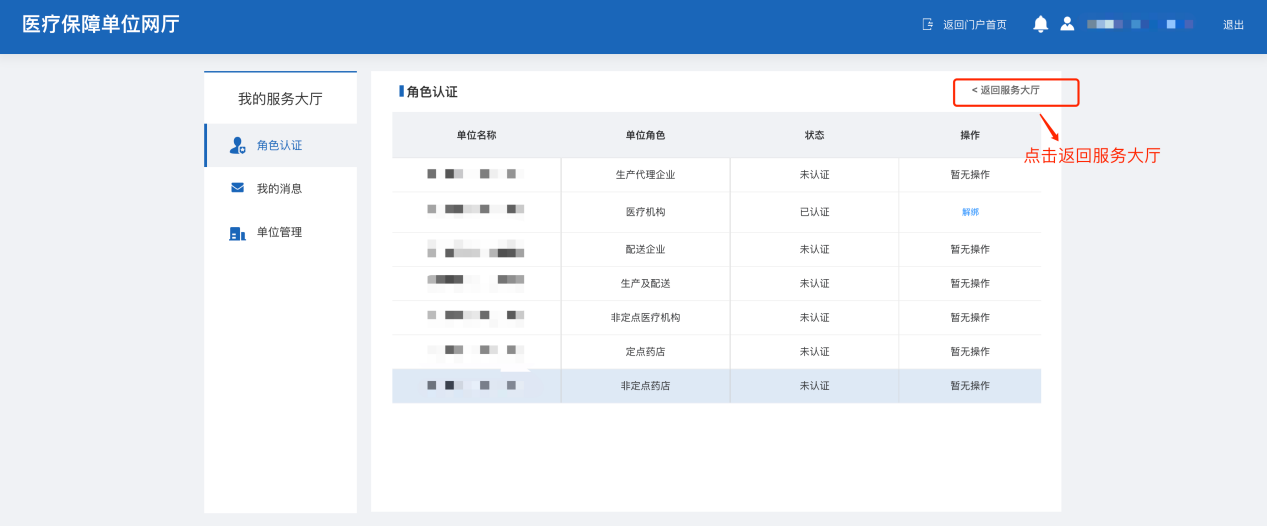 医疗保障单位网厅
返回门户首页
退出
我的服务大厅
角色认证
我的消息
单位管理
角色认证
< 返回服务大厅
点击返回服务大厅
单位名称 单位角色 状态 操作
生产代理企业 未认证 暂无操作
医疗机构 已认证 解绑
配送企业 未认证 暂无操作
生产及配送 未认证 暂无操作
非定点医疗机构 未认证 暂无操作
定点药店 未认证 暂无操作
非定点药店 未认证 暂无操作